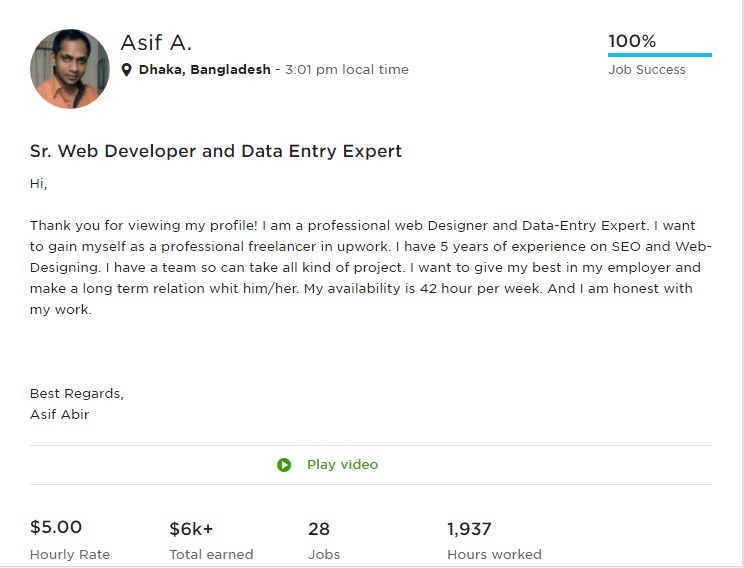 Asif A.
100%
Dhaka, Bangladesh - 3:01 pm local time
Job Success
Sr. Web Developer and Data Entry Expert
Hi,
Thank you for viewing my profile! I am a professional web Designer and Data-Entry Expert. I want
to gain myself as a professional freelancer in upwork. I have 5 years of experience on SEO and Web-
Designing. I have a team so can take all kind of project. I want to give my best in my employer and
make a long term relation whit him/her. My availability is 42 hour per week. And I am honest with
my work.
Best Regards,
Asif Abir
Play video
$5.00
$6k+
28
1,937
Hourly Rate
Total earned
Jobs
Hours worked